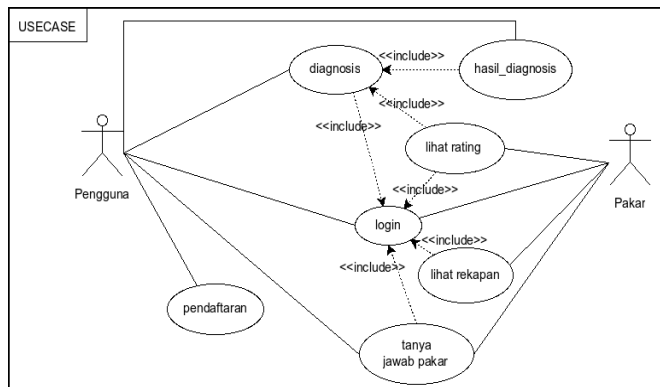 USECASE
<<include>>
diagnosis
hasil_diagnosis
<<include>>
lihat rating
Pengguna
Pakar
<<include>>
login
<<include>>
<<include>>
lihat rekapan
pendaftaran
tanya
jawab pakar